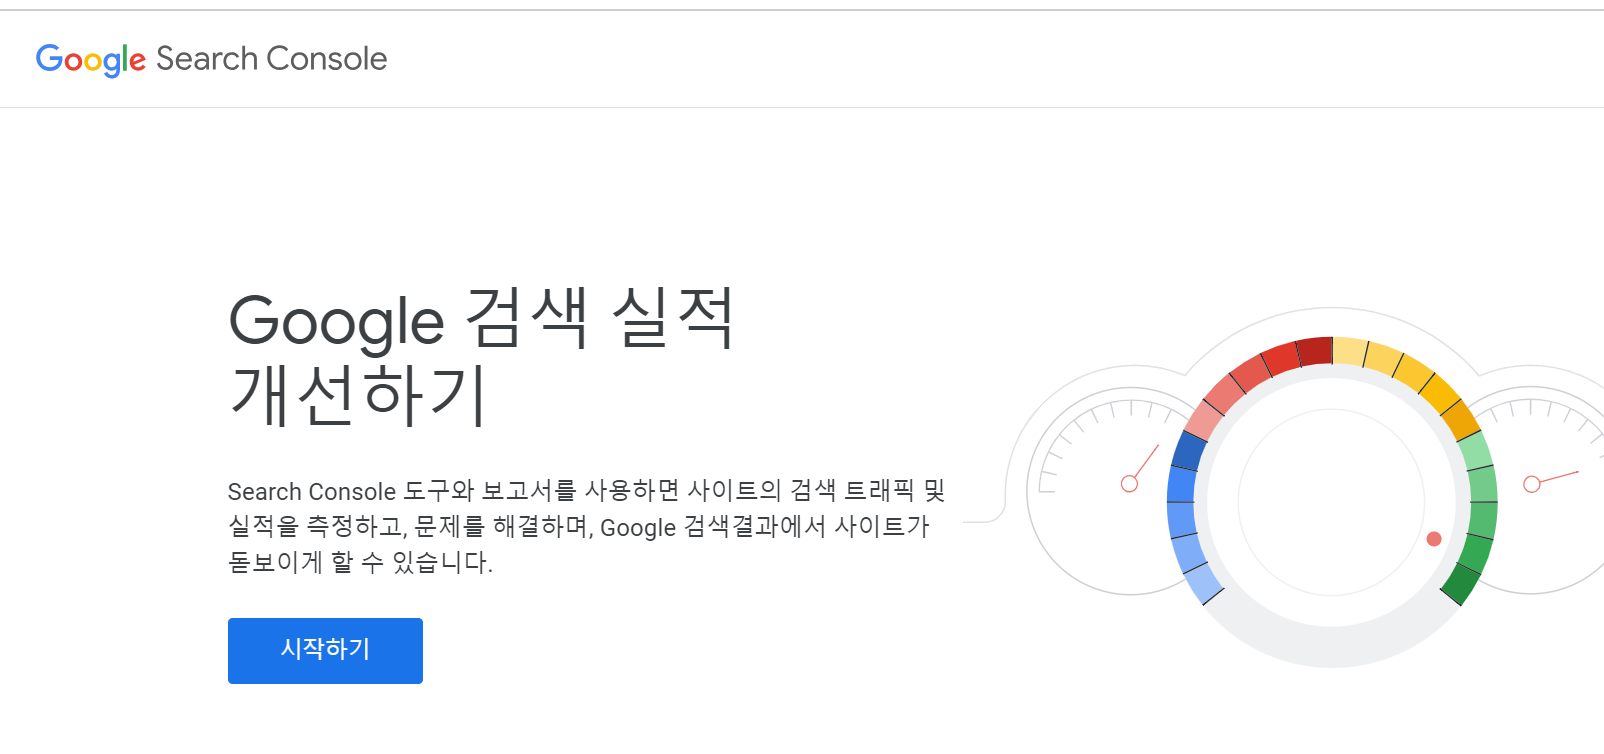 Google Search Console
Google 검색 실적
개선하기
Search Console 도구와 보고서를 사용하면 사이트의 검색 트래픽 및
실적을 측정하고, 문제를 해결하며, Google 검색결과에서 사이트가
돋보이게 할 수 있습니다.
시작하기